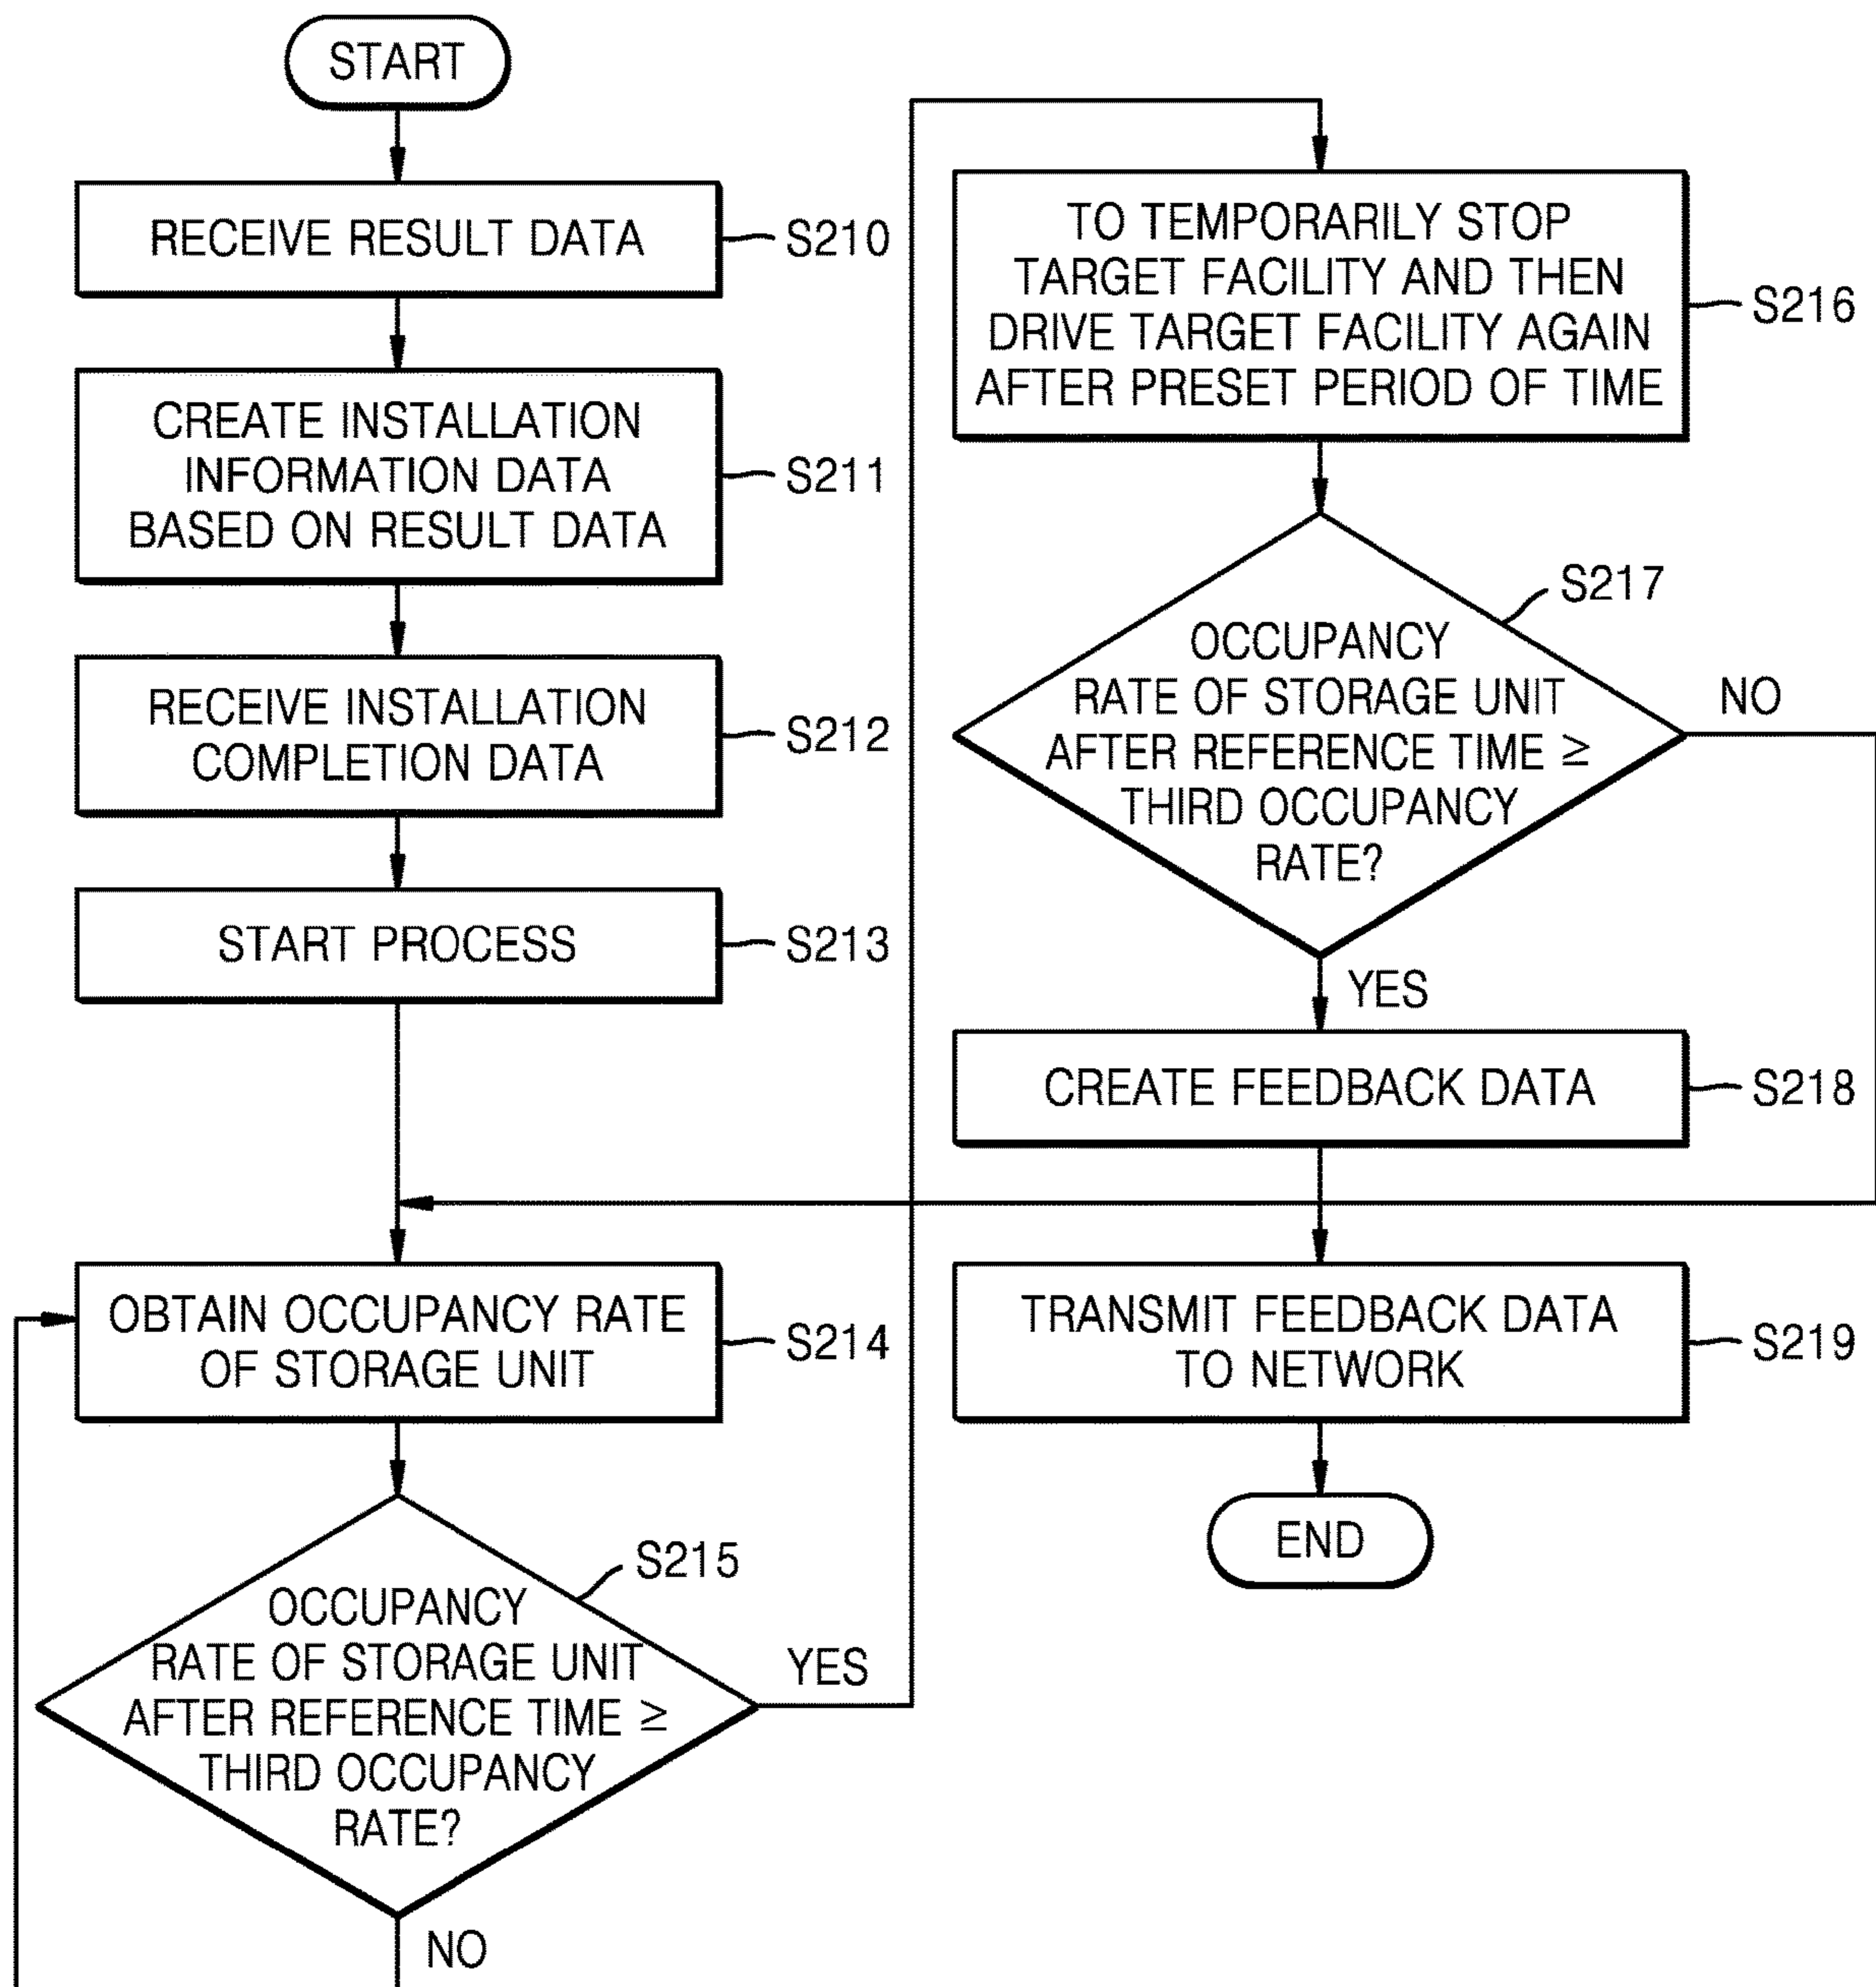 START
RECEIVE RESULT DATA
S210
CREATE INSTALLATION
INFORMATION DATA
BASED ON RESULT DATA
S211
RECEIVE INSTALLATION
COMPLETION DATA
S212
START PROCESS
S213
OBTAIN OCCUPANCY RATE
OF STORAGE UNIT
S214
S215
OCCUPANCY
RATE OF STORAGE UNIT
AFTER REFERENCE TIME ≥
THIRD OCCUPANCY
RATE?
YES
NO
TO TEMPORARILY STOP
TARGET FACILITY AND THEN
DRIVE TARGET FACILITY AGAIN
AFTER PRESET PERIOD OF TIME
S216
S217
OCCUPANCY
RATE OF STORAGE UNIT
AFTER REFERENCE TIME ≥
THIRD OCCUPANCY
RATE?
NO
YES
CREATE FEEDBACK DATA
S218
TRANSMIT FEEDBACK DATA
TO NETWORK
S219
END